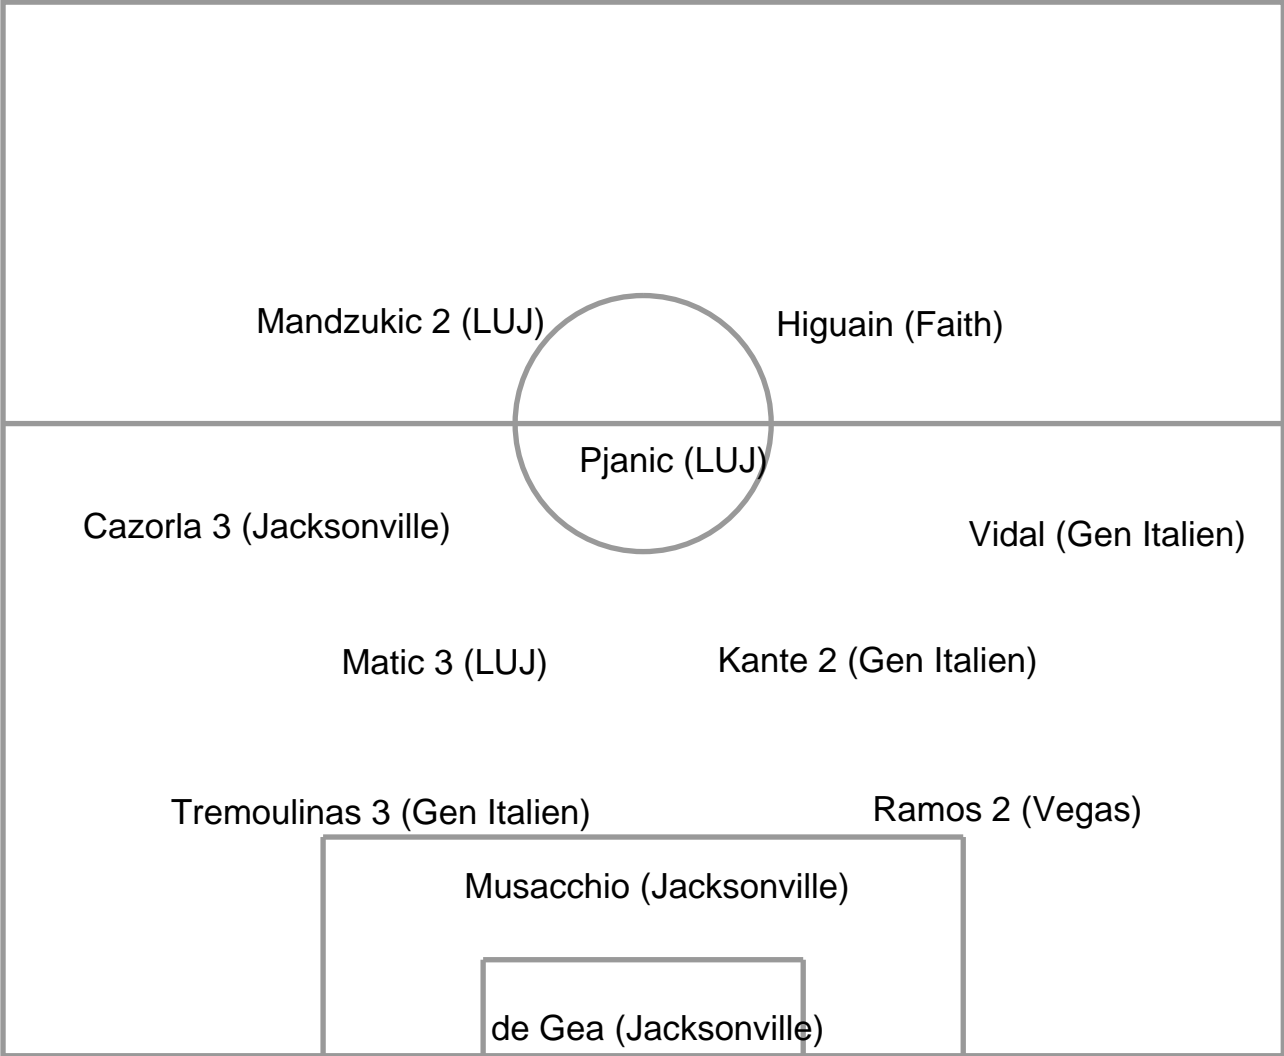 Mandzukic 2 (LUJ)
Higuain (Faith)
Pjanic (LUJ)
Cazorla 3 (Jacksonville)
Vidal (Gen Italien)
Matic 3 (LUJ)
Kante 2 (Gen Italien)
Tremoulinas 3 (Gen Italien)
Ramos 2 (Vegas)
Musacchio (Jacksonville)
de Gea (Jacksonville)